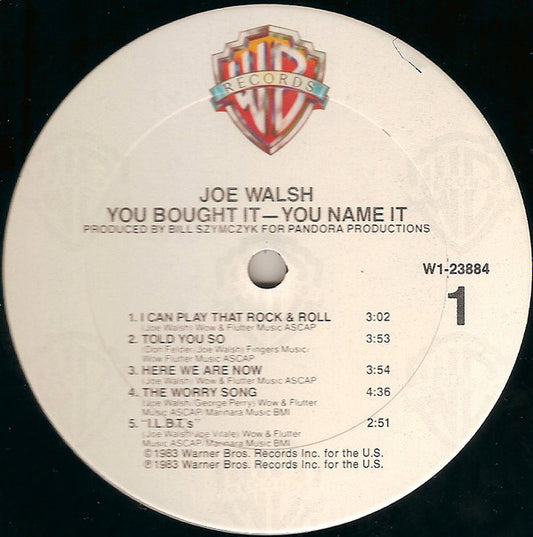 WB
RECORDS
JOE WALSH
YOU BOUGHT IT—YOU NAME IT
PRODUCED BY BILL SZYMCZYK FOR PANDORA PRODUCTIONS
W1-23884
1
1. I CAN PLAY THAT ROCK & ROLL 3:02
(Joe Walsh) Wow & Flutter Music ASCAP
2. TOLD YOU SO 3:53
(Don Felder, Joe Walsh) Fingers Music/
Wow Flutter Music ASCAP
3. HERE WE ARE NOW 3:54
(Joe Walsh) Wow & Flutter Music ASCAP
4. THE WORRY SONG 4:36
(Joe Walsh/George Perry) Wow & Flutter
Music ASCAP/Marinara Music BMI
5. "I.L.B.T.'s" 2:51
(Joe Walsh/Joe Vitale) Wow & Flutter
Music ASCAP/Marinara Music BMI
©1983 Warner Bros. Records Inc. for the U.S.
℗1983 Warner Bros. Records Inc. for the U.S.